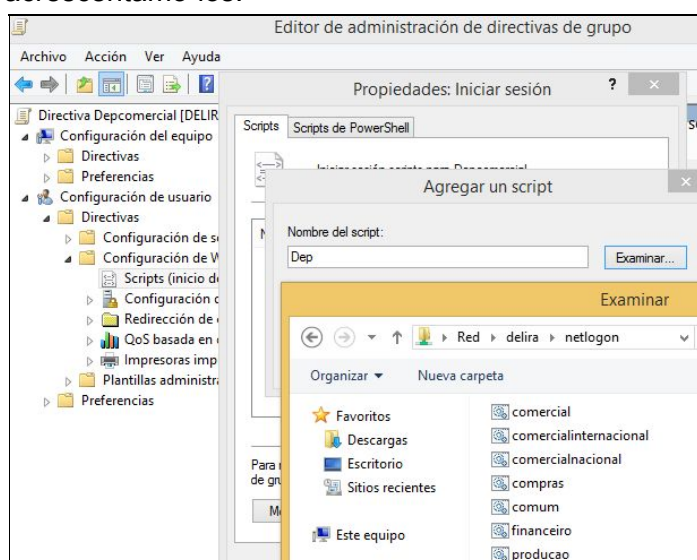 Editor de administración de directivas de grupo
Archivo Acción Ver Ayuda
Propiedades: Iniciar sesión ?
Directiva Depcomercial [DELIR
Configuración del equipo
Directivas
Preferencias
Configuración de usuario
Directivas
Configuración de
Configuración de
Scripts (inicio
Configuración
Redirección de
QoS basada en
Impresoras
Plantillas
Preferencias
Scripts Scripts de PowerShell
Agregar un script
Nombre del script:
Dep Examinar...
Examinar
Red delira netlogon
Organizar Nueva carpeta
Favoritos
Descargas
Escritorio
Sitios recientes
Este equipo
comercial
comercialinternacional
comercialnacional
compras
comum
financeiro
producao
Para
de